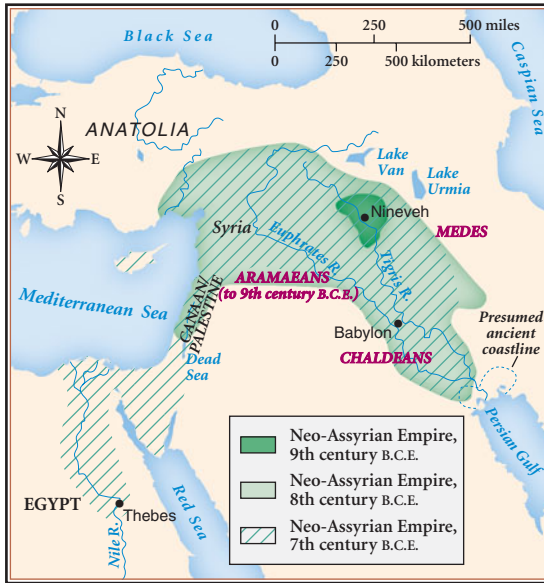 Black Sea
0 250 500 miles
0 250 500 kilometers
Caspian Sea
N
W E
S
ANATOLIA
Lake
Van
Lake
Urmia
Nineveh
Syria
MEDES
Euphrates R.
Tigris R.
ARAMAEANS
(to 9th century B.C.E.)
CANAAN/
PALESTINE
Mediterranean Sea
Babylon
Presumed
ancient
coastline
Dead
Sea
CHALDEANS
Persian Gulf
Neo-Assyrian Empire,
9th century B.C.E.
Neo-Assyrian Empire,
8th century B.C.E.
Neo-Assyrian Empire,
7th century B.C.E.
EGYPT
Thebes
Nile R.
Red Sea